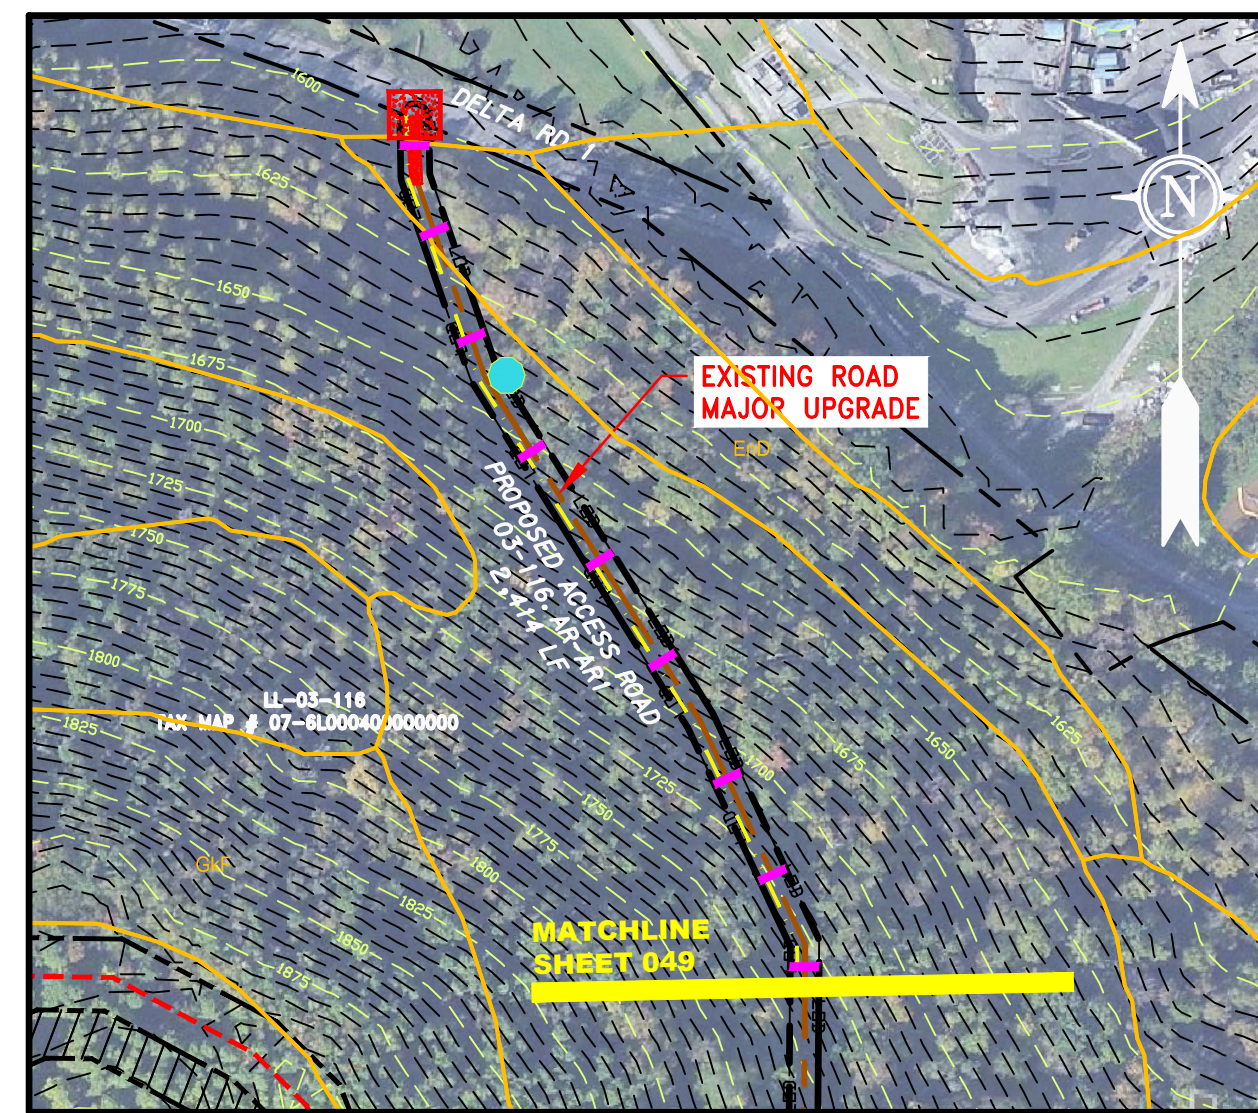 1600
DELTA RD 1
1625
N
1650
1675
EXISTING ROAD
MAJOR UPGRADE
1700
EnD
1725
PROPOSED ACCESS ROAD
03-116.AR-AR1
2,414 LF
1750
1775
1800
LL-03-116
TAX MAP # 07-6L000400000000
1825
1625
1650
1675
1700
1725
1750
1775
1800
GkF
1825
1850
1875
MATCHLINE
SHEET 049